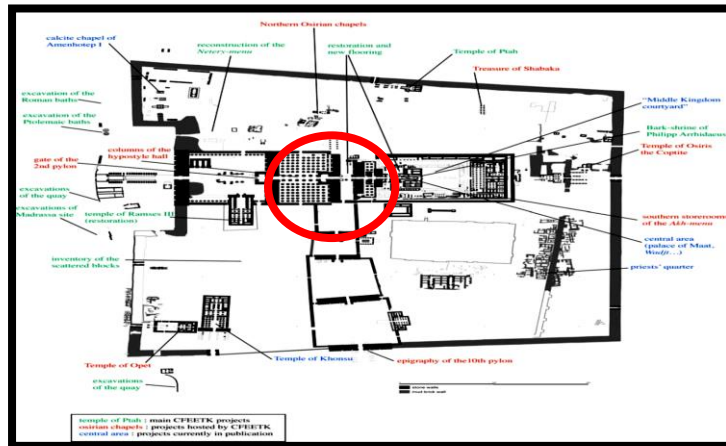 Northern Osirian chapels
calcite chapel of
Amenhotep I
reconstruction of the
Netery-menu
restoration and
new flooring
Temple of Ptah
Treasure of Shabaka
"Middle Kingdom
courtyard"
excavation of the
Roman baths
excavation of the
Ptolemaic baths
Bark-shrine of
Philipp Arrhidaeus
columns of the
hypostyle hall
Temple of Osiris
the Coptite
gate of the
2nd pylon
excavations
of the quay
excavations of
Madrassa site
temple of Ramses III
(restoration)
southern storerooms
of the Akh-menu
central area
(palace of Maat,
Wadjt...)
inventory of the
scattered blocks
priests' quarter
Temple of Opet
Temple of Khonsu
epigraphy of the10th pylon
excavations
of the quay
stone walls
mud brick wall
temple of Ptah : main CFEETK projects
osirian chapels : projects hosted by CFEETK
central area : projects currently in publication